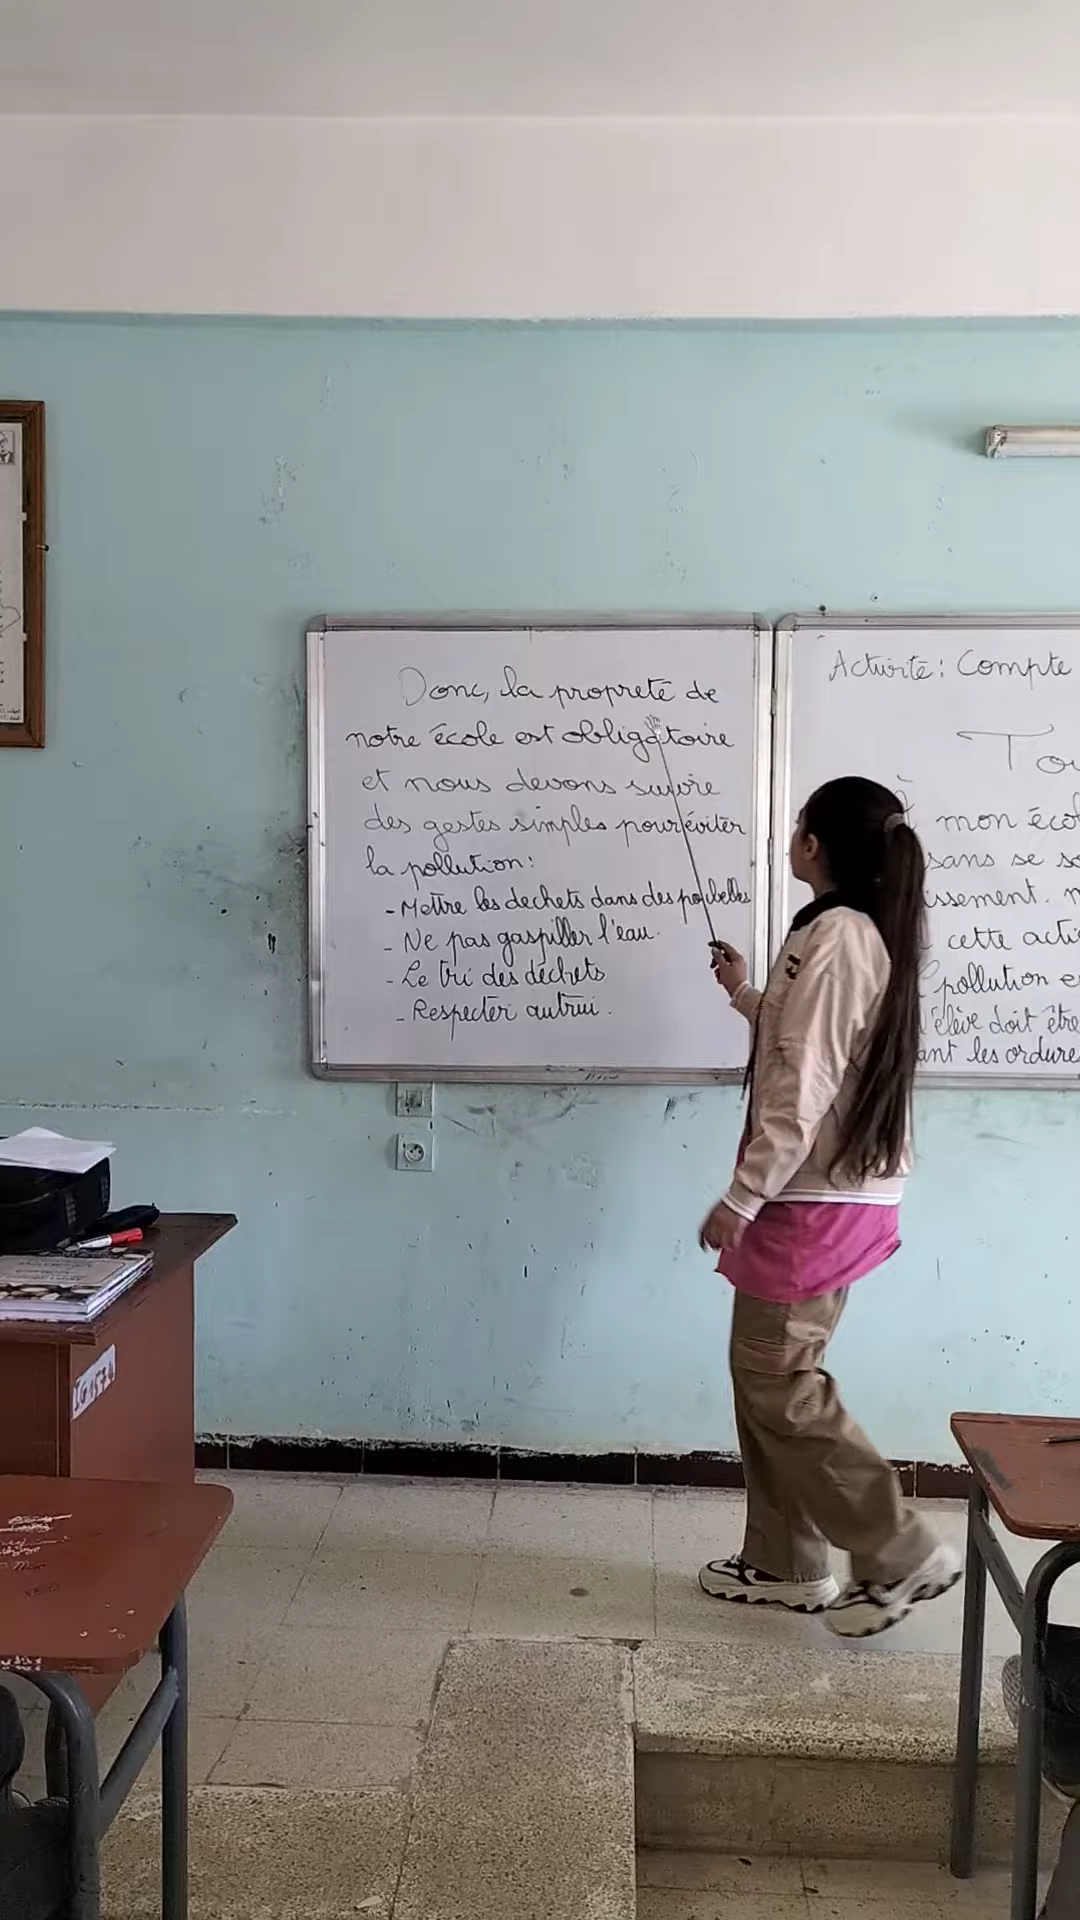 Donc, la propreté de
notre école est obligatoire
et nous devons suivre
des gestes simples pour éviter
la pollution:
- Mettre les dechets dans des poubelles
- Ne pas gaspiller l'eau.
- Le tri des déchets
- Respecter autrui.
Activité: Compte
À mon écol
sans se so
issement.
cette acti
pollution e
l'élève doit être
ant les ordure